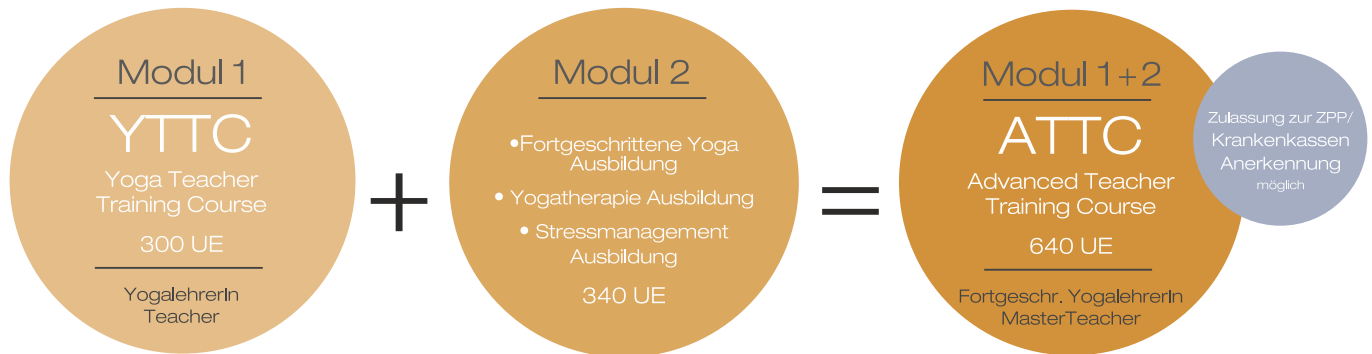 Modul 1
YTTC
Yoga Teacher
Training Course
300 UE
YogalehrerIn
Teacher
+
Modul 2
•Fortgeschrittene Yoga
Ausbildung
• Yogatherapie Ausbildung
• Stressmanagement
Ausbildung
340 UE
=
Modul 1+2
ATTC
Advanced Teacher
Training Course
640 UE
Fortgeschr. YogalehrerIn
MasterTeacher
Zulassung zur ZPP/
Krankenkassen
Anerkennung
möglich